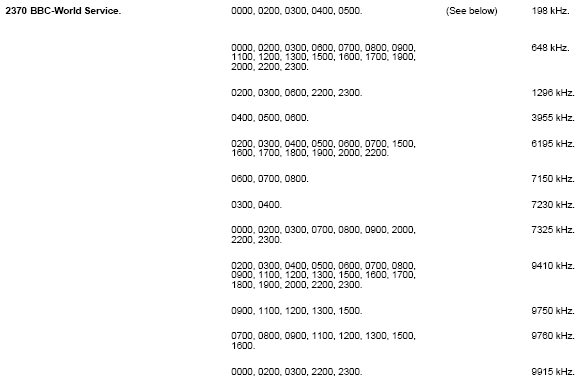 2370 BBC-World Service. 0000, 0200, 0300, 0400, 0500. (See below) 198 kHz.
0000, 0200, 0300, 0600, 0700, 0800, 0900, 648 kHz.
1100, 1200, 1300, 1500, 1600, 1700, 1900,
2000, 2200, 2300.
0200, 0300, 0600, 2200, 2300. 1296 kHz.
0400, 0500, 0600. 3955 kHz.
0200, 0300, 0400, 0500, 0600, 0700, 1500, 6195 kHz.
1600, 1700, 1800, 1900, 2000, 2200.
0600, 0700, 0800. 7150 kHz.
0300, 0400. 7230 kHz.
0000, 0200, 0300, 0700, 0800, 0900, 2000, 7325 kHz.
2200, 2300.
0200, 0300, 0400, 0500, 0600, 0700, 0800, 9410 kHz.
0900, 1100, 1200, 1300, 1500, 1600, 1700,
1800, 1900, 2000, 2200, 2300.
0900, 1100, 1200, 1300, 1500. 9750 kHz.
0700, 0800, 0900, 1100, 1200, 1300, 1500, 9760 kHz.
1600.
0000, 0200, 0300, 2200, 2300. 9915 kHz.